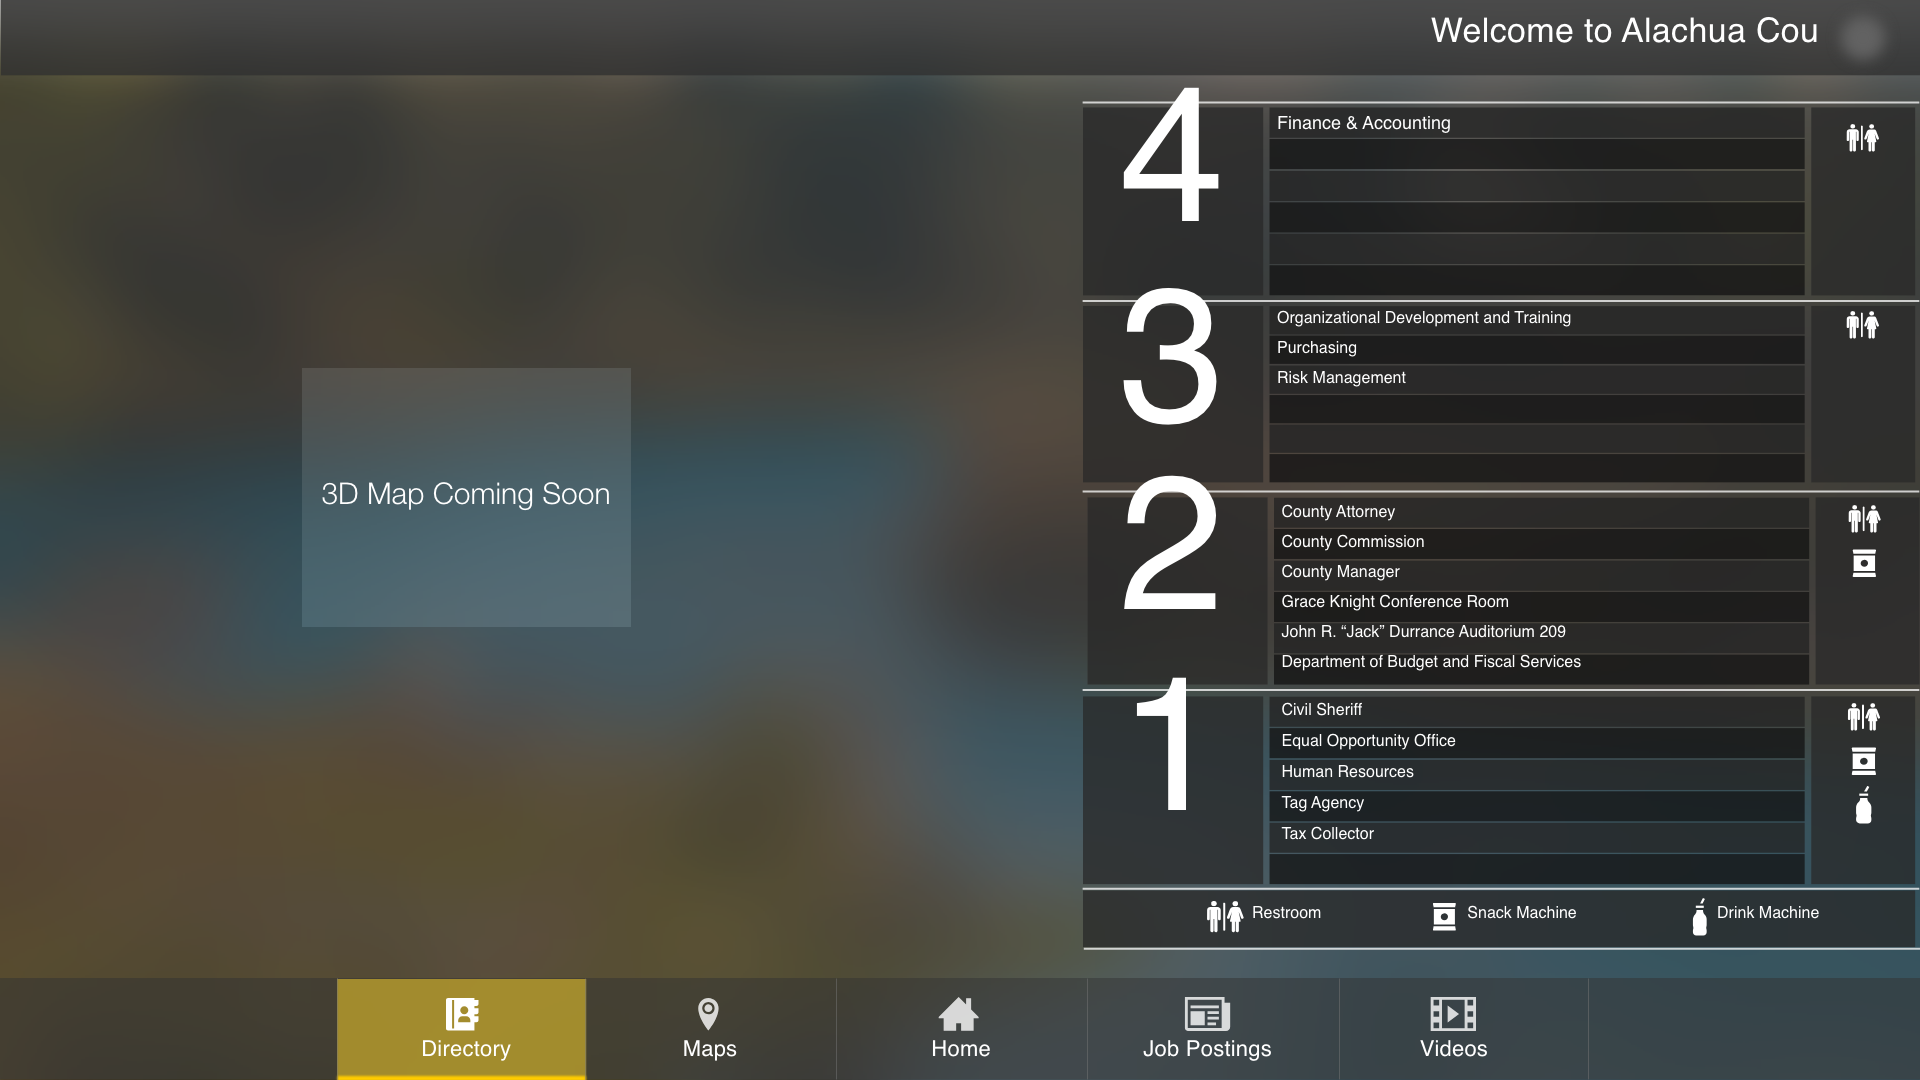 Welcome to Alachua Cou
4
Finance & Accounting
3
Organizational Development and Training
Purchasing
Risk Management
2
County Attorney
County Commission
County Manager
Grace Knight Conference Room
John R. “Jack” Durrance Auditorium 209
Department of Budget and Fiscal Services
1
Civil Sheriff
Equal Opportunity Office
Human Resources
Tag Agency
Tax Collector
Restroom Snack Machine Drink Machine
3D Map Coming Soon
Directory Maps Home Job Postings Videos